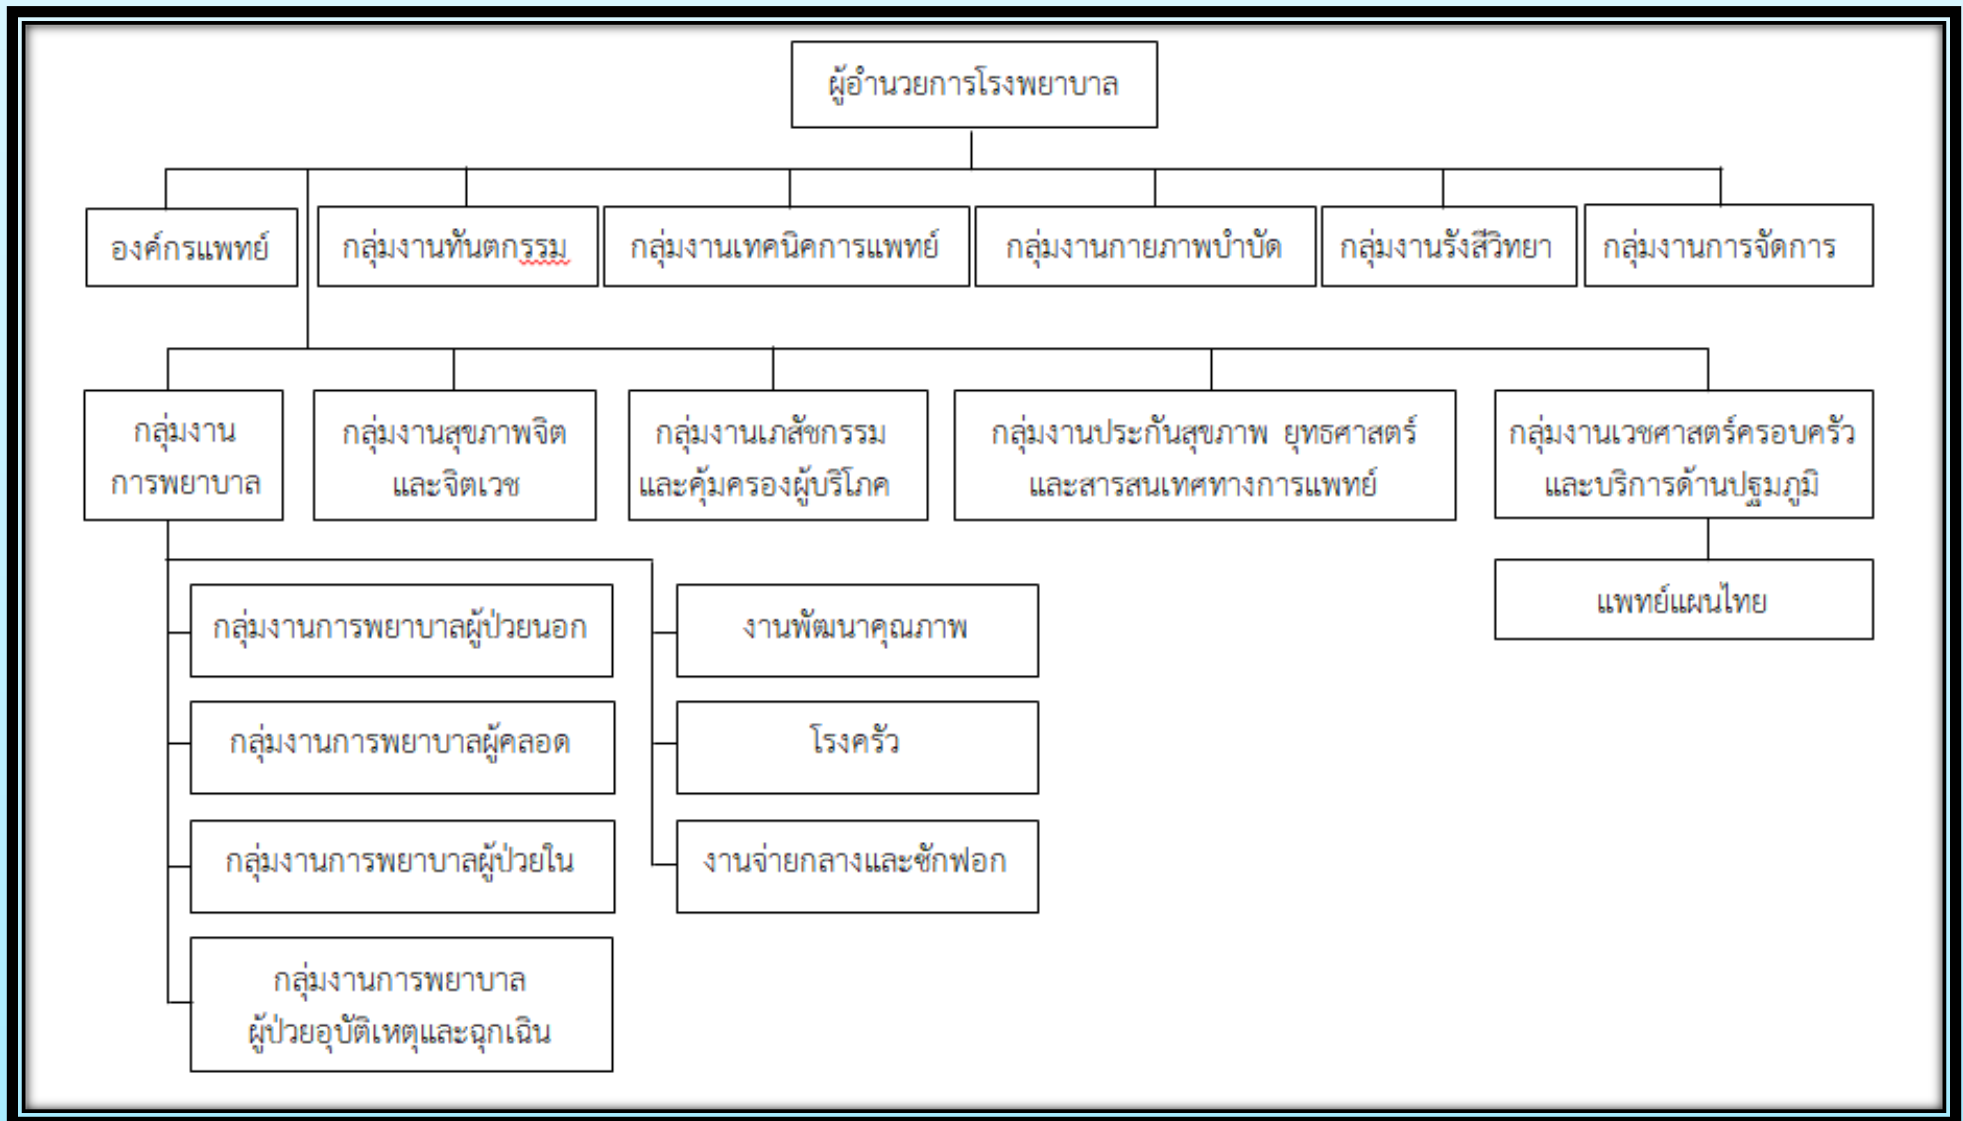 ผู้อำนวยการโรงพยาบาล
องค์กรแพทย์
กลุ่มงานทันตกรรม
กลุ่มงานเทคนิคการแพทย์
กลุ่มงานกายภาพบำบัด
กลุ่มงานรังสีวิทยา
กลุ่มงานการจัดการ
กลุ่มงาน
การพยาบาล
กลุ่มงานสุขภาพจิต
และจิตเวช
กลุ่มงานเภสัชกรรม
และคุ้มครองผู้บริโภค
กลุ่มงานประกันสุขภาพ ยุทธศาสตร์
และสารสนเทศทางการแพทย์
กลุ่มงานเวชศาสตร์ครอบครัว
และบริการด้านปฐมภูมิ
กลุ่มงานการพยาบาลผู้ป่วยนอก
งานพัฒนาคุณภาพ
แพทย์แผนไทย
กลุ่มงานการพยาบาลผู้คลอด
โรงครัว
กลุ่มงานการพยาบาลผู้ป่วยใน
งานจ่ายกลางและซักฟอก
กลุ่มงานการพยาบาล
ผู้ป่วยอุบัติเหตุและฉุกเฉิน